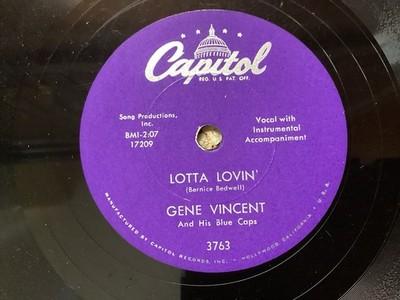 Capitol
REG. U.S. PAT. OFF.
Song Productions,
Inc.
BMI-2:07
17209
Vocal with
Instrumental
Accompaniment
LOTTA LOVIN'
(Bernice Bedwell)
GENE VINCENT
And His Blue Caps
3763
MANUFACTURED BY CAPITOL RECORDS, INC. • HOLLYWOOD, CALIFORNIA • U.S.A.